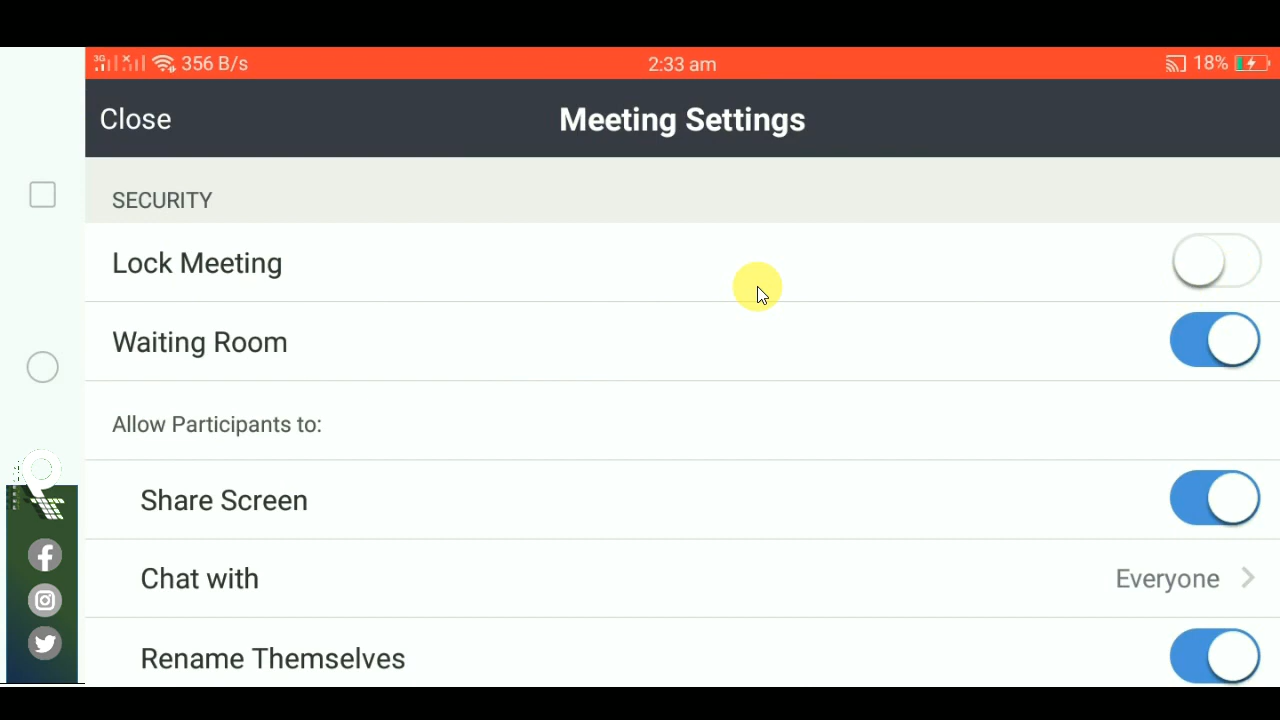 3G 356 B/s 2:33 am 18%
Close Meeting Settings
SECURITY
Lock Meeting
Waiting Room
Allow Participants to:
Share Screen
Chat with Everyone
Rename Themselves